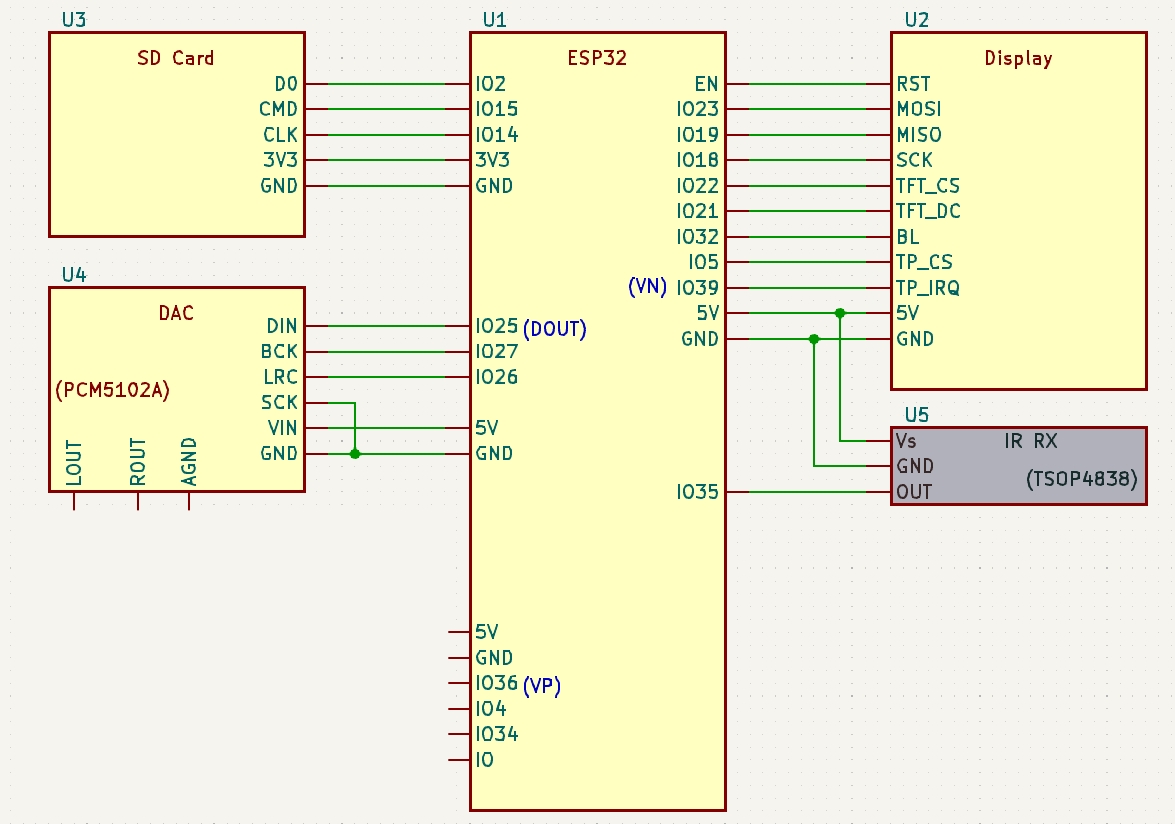 U3
SD Card
D0
CMD
CLK
3V3
GND
U4
DAC
(PCM5102A)
DIN
BCK
LRC
SCK
VIN
GND
LOUT
ROUT
AGND
U1
ESP32
IO2
IO15
IO14
3V3
GND
IO25 (DOUT)
IO27
IO26
5V
GND
5V
GND
IO36 (VP)
IO4
IO34
IO
EN
IO23
IO19
IO18
IO22
IO21
IO32
IO5
(VN) IO39
5V
GND
IO35
U2
Display
RST
MOSI
MISO
SCK
TFT_CS
TFT_DC
BL
TP_CS
TP_IRQ
5V
GND
U5
Vs IR RX
GND
(TSOP4838)
OUT